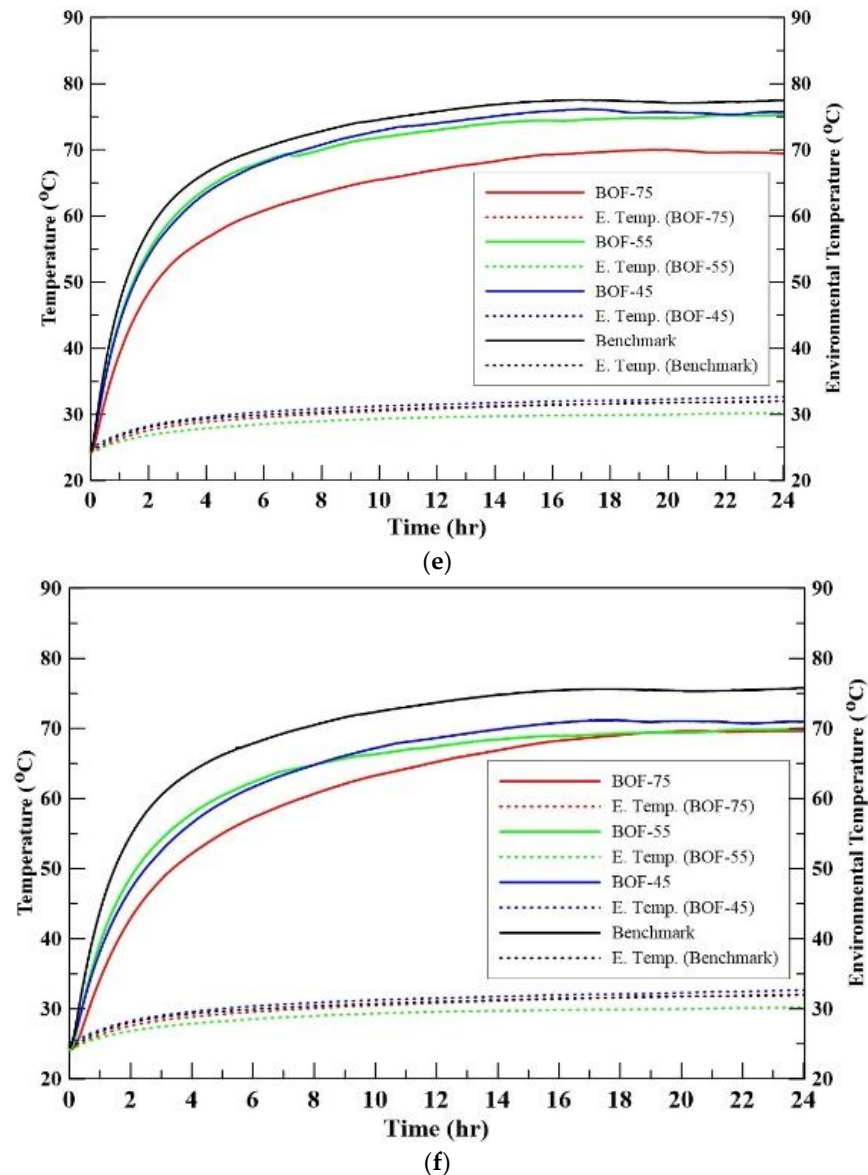 90
80
70
60
50
40
30
20
Temperature (°C)
90
80
70
60
50
40
30
20
Environmental Temperature (°C)
BOF-75
E. Temp. (BOF-75)
BOF-55
E. Temp. (BOF-55)
BOF-45
E. Temp. (BOF-45)
Benchmark
E. Temp. (Benchmark)
0 2 4 6 8 10 12 14 16 18 20 22 24
Time (hr)
(e)
90
80
70
60
50
40
30
20
Temperature (°C)
90
80
70
60
50
40
30
20
Environmental Temperature (°C)
BOF-75
E. Temp. (BOF-75)
BOF-55
E. Temp. (BOF-55)
BOF-45
E. Temp. (BOF-45)
Benchmark
E. Temp. (Benchmark)
0 2 4 6 8 10 12 14 16 18 20 22 24
Time (hr)
(f)